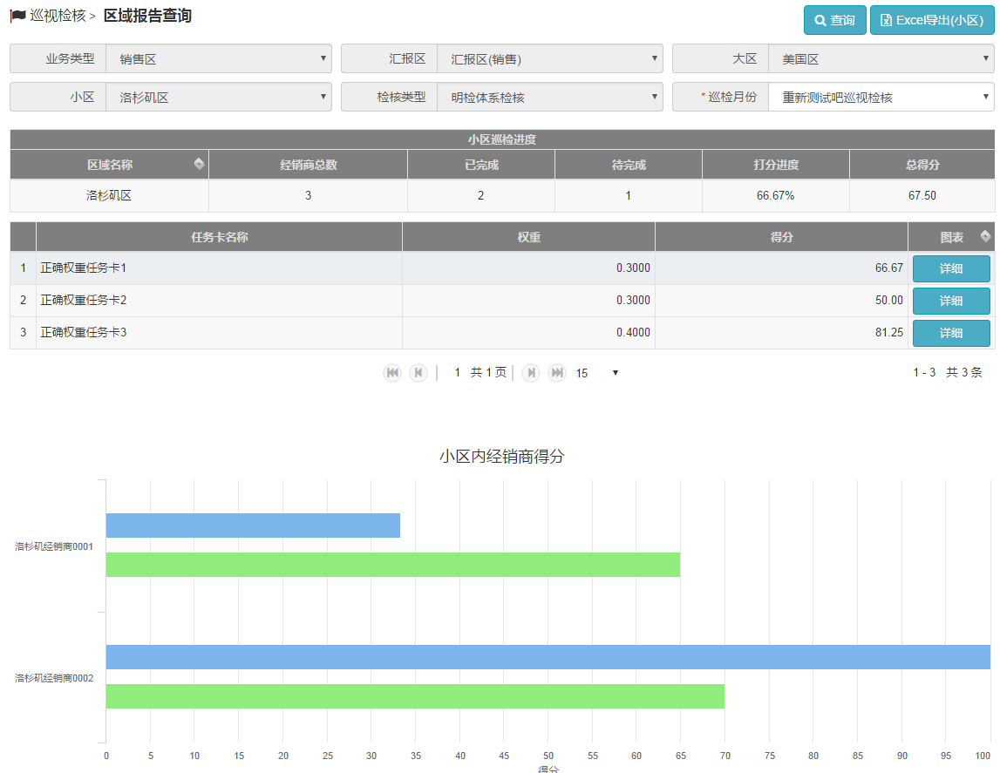 巡视检核 > 区域报告查询
查询 Excel导出(小区)
业务类型 销售区 汇报区 汇报区(销售) 大区 美国区
小区 洛杉矶区 检核类型 明检体系检核 * 巡检月份 重新测试吧巡视检核
小区巡检进度
区域名称 经销商总数 已完成 待完成 打分进度 总得分
洛杉矶区 3 2 1 66.67% 67.50
任务卡名称 权重 得分 图表
1 正确权重任务卡1 0.3000 66.67 详细
2 正确权重任务卡2 0.3000 50.00 详细
3 正确权重任务卡3 0.4000 81.25 详细
1 共 1 页 15 1 - 3 共 3 条
小区内经销商得分
洛杉矶经销商0001
洛杉矶经销商0002
0 5 10 15 20 25 30 35 40 45 50 55 60 65 70 75 80 85 90 95 100
得分